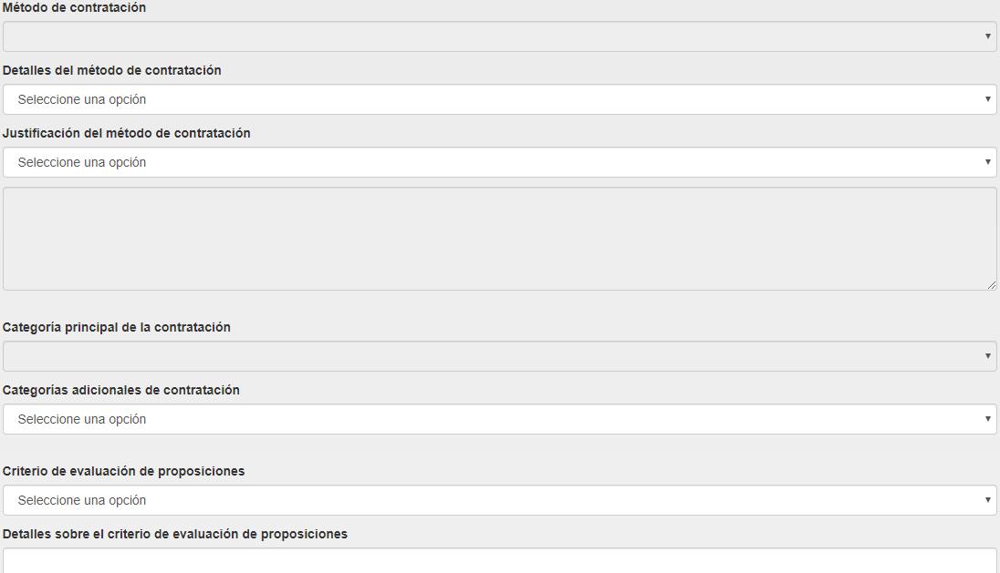 Método de contratación
Detalles del método de contratación
Seleccione una opción
Justificación del método de contratación
Seleccione una opción
Categoría principal de la contratación
Categorías adicionales de contratación
Seleccione una opción
Criterio de evaluación de proposiciones
Seleccione una opción
Detalles sobre el criterio de evaluación de proposiciones